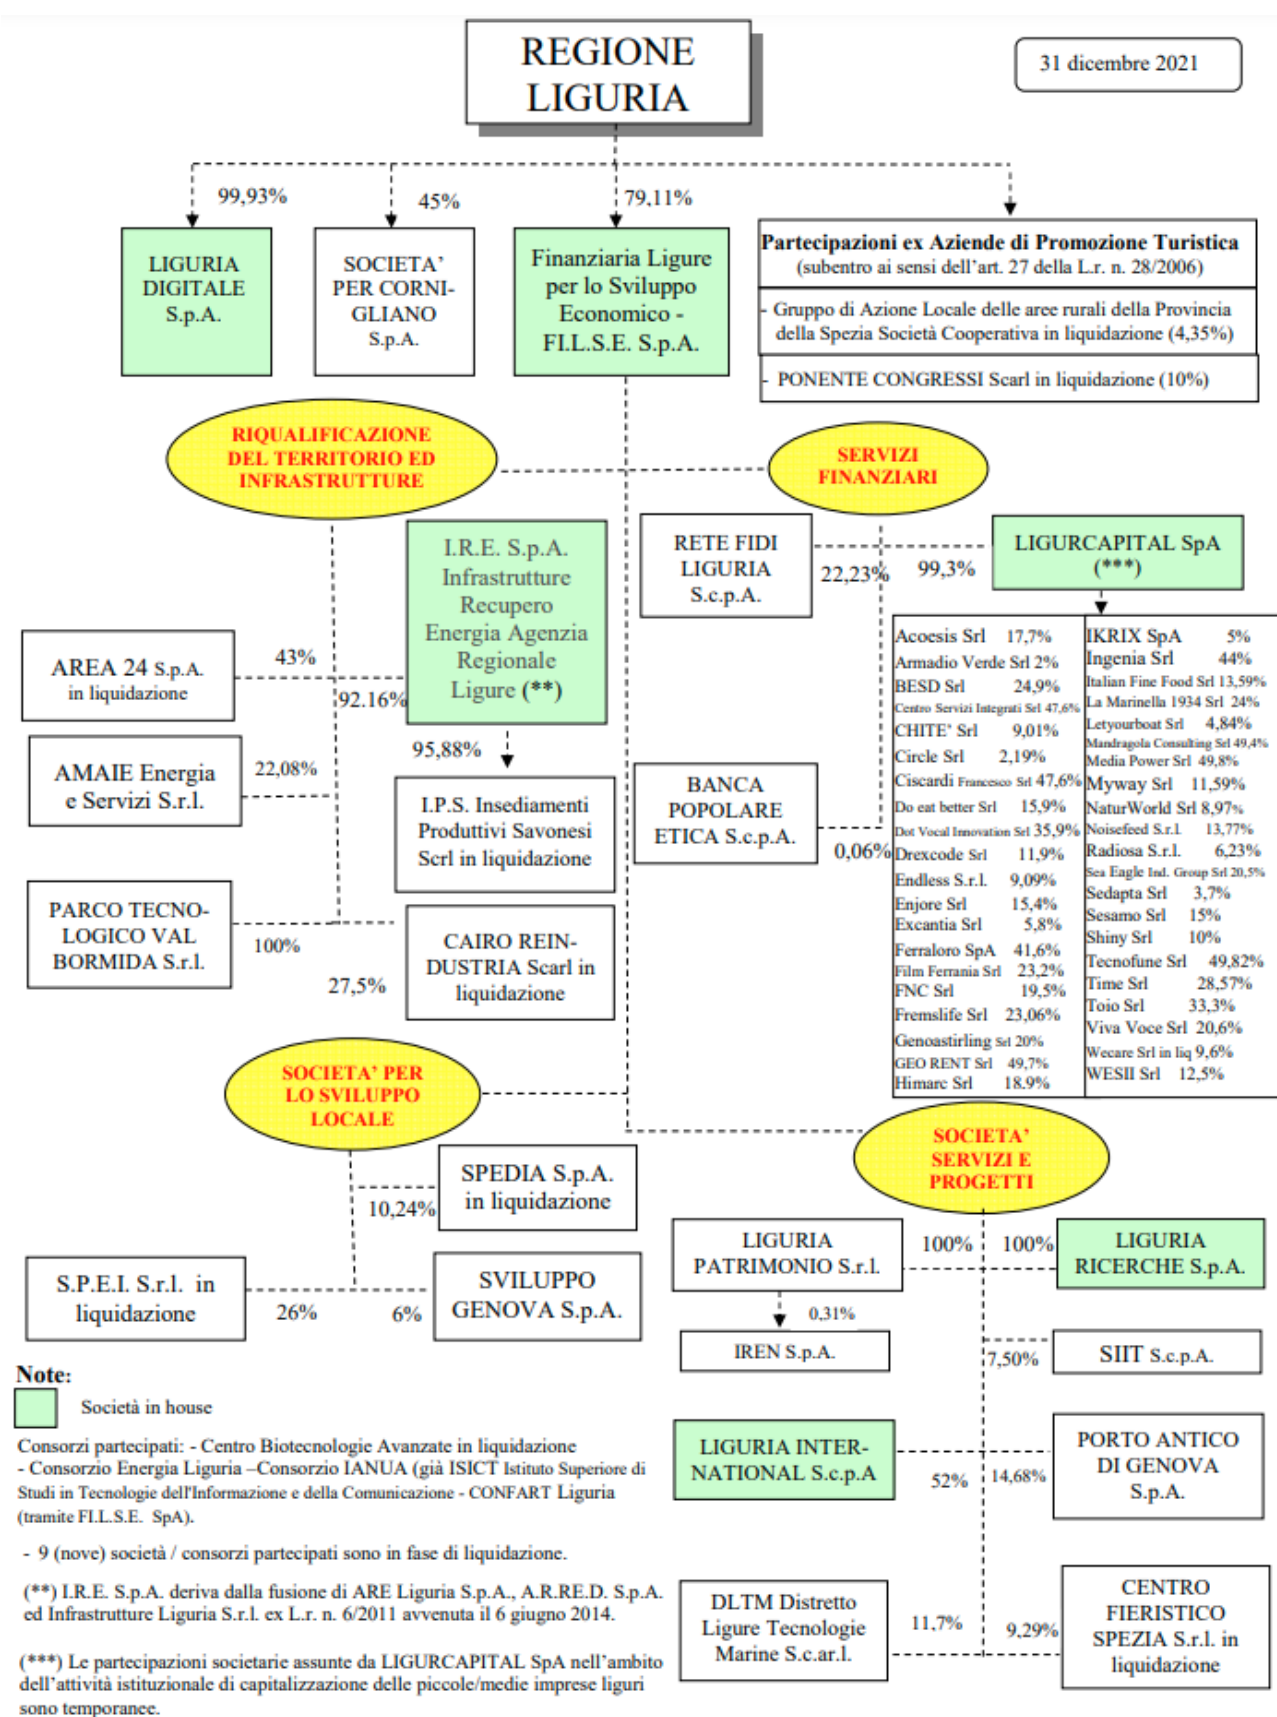 REGIONE
LIGURIA
31 dicembre 2021
99,93%
45%
79,11%
LIGURIA
DIGITALE
S.p.A.
SOCIETA’
PER CORNI-
GLIANO
S.p.A.
Finanziaria Ligure
per lo Sviluppo
Economico -
FI.L.S.E. S.p.A.
Partecipazioni ex Aziende di Promozione Turistica
(subentro ai sensi dell’art. 27 della L.r. n. 28/2006)
- Gruppo di Azione Locale delle aree rurali della Provincia
della Spezia Società Cooperativa in liquidazione (4,35%)
- PONENTE CONGRESSI Scarl in liquidazione (10%)
RIQUALIFICAZIONE
DEL TERRITORIO ED
INFRASTRUTTURE
SERVIZI
FINANZIARI
I.R.E. S.p.A.
Infrastrutture
Recupero
Energia Agenzia
Regionale
Ligure (**)
RETE FIDI
LIGURIA
S.c.p.A.
22,23%
99,3%
LIGURCAPITAL SpA
(***)
AREA 24 S.p.A.
in liquidazione
43%
92.16%
95,88%
AMAIE Energia
e Servizi S.r.l.
22,08%
I.P.S. Insediamenti
Produttivi Savonesi
Scrl in liquidazione
BANCA
POPOLARE
ETICA S.c.p.A.
0,06%
PARCO TECNO-
LOGICO VAL
BORMIDA S.r.l.
100%
27,5%
CAIRO REIN-
DUSTRIA Scarl in
liquidazione
Acoesis Srl 17,7%
Armadio Verde Srl 2%
BESD Srl 24,9%
Centro Servizi Integrati Srl 47,6%
CHITE’ Srl 9,01%
Circle Srl 2,19%
Ciscardi Francesco Srl 47,6%
Do eat better Srl 15,9%
Dot Vocal Innovation Srl 35,9%
Drexcode Srl 11,9%
Endless S.r.l. 9,09%
Enjore Srl 15,4%
Excantia Srl 5,8%
Ferraloro SpA 41,6%
Film Ferrania Srl 23,2%
FNC Srl 19,5%
Fremslife Srl 23,06%
Genoastirling Srl 20%
GEO RENT Srl 49,7%
Himarc Srl 18.9%
IKRIX SpA 5%
Ingenia Srl 44%
Italian Fine Food Srl 13,59%
La Marinella 1934 Srl 24%
Letyourboat Srl 4,84%
Mandragola Consulting Srl 49,4%
Media Power Srl 49,8%
Myway Srl 11,59%
NaturWorld Srl 8,97%
Noisefeed S.r.l. 13,77%
Radiosa S.r.l. 6,23%
Sea Eagle Ind. Group Srl 20,5%
Sedapta Srl 3,7%
Sesamo Srl 15%
Shiny Srl 10%
Tecnofune Srl 49,82%
Time Srl 28,57%
Toio Srl 33,3%
Viva Voce Srl 20,6%
Wecare Srl in liq 9,6%
WESII Srl 12,5%
SOCIETA’ PER
LO SVILUPPO
LOCALE
SOCIETA’
SERVIZI E
PROGETTI
SPEDIA S.p.A.
in liquidazione
10,24%
S.P.E.I. S.r.l. in
liquidazione
26%
6%
SVILUPPO
GENOVA S.p.A.
LIGURIA
PATRIMONIO S.r.l.
100%
100%
LIGURIA
RICERCHE S.p.A.
0,31%
IREN S.p.A.
7,50%
SIIT S.c.p.A.
LIGURIA INTER-
NATIONAL S.c.p.A
52%
14,68%
PORTO ANTICO
DI GENOVA
S.p.A.
DLTM Distretto
Ligure Tecnologie
Marine S.c.ar.l.
11,7%
9,29%
CENTRO
FIERISTICO
SPEZIA S.r.l. in
liquidazione
Note:
Società in house
Consorzi partecipati: - Centro Biotecnologie Avanzate in liquidazione
- Consorzio Energia Liguria –Consorzio IANUA (già ISICT Istituto Superiore di
Studi in Tecnologie dell'Informazione e della Comunicazione - CONFART Liguria
(tramite FI.L.S.E. SpA).
- 9 (nove) società / consorzi partecipati sono in fase di liquidazione.
(**) I.R.E. S.p.A. deriva dalla fusione di ARE Liguria S.p.A., A.R.RE.D. S.p.A.
ed Infrastrutture Liguria S.r.l. ex L.r. n. 6/2011 avvenuta il 6 giugno 2014.
(***) Le partecipazioni societarie assunte da LIGURCAPITAL SpA nell’ambito
dell’attività istituzionale di capitalizzazione delle piccole/medie imprese liguri
sono temporanee.